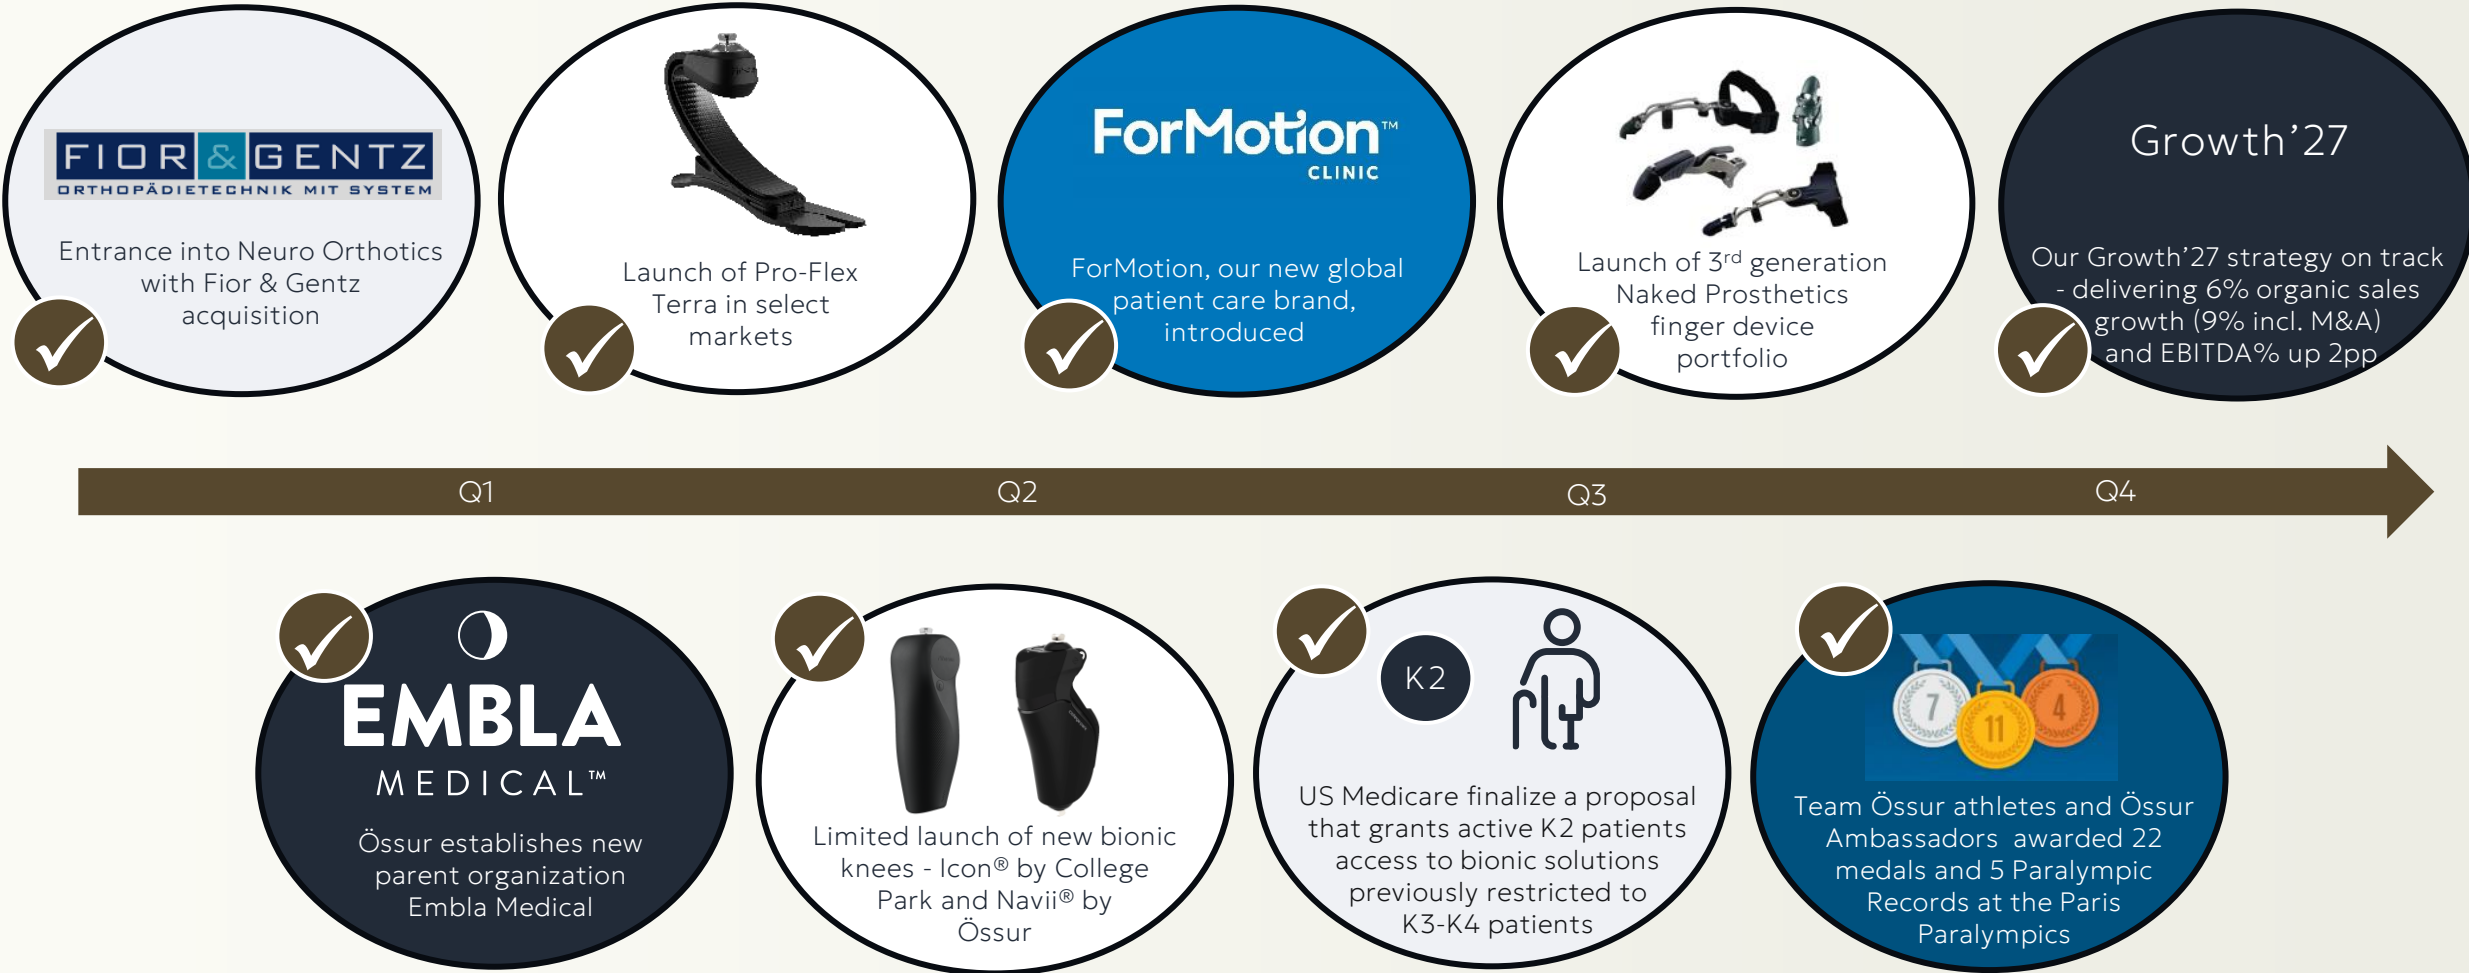 FIOR & GENTZ
ORTHOPÄDIETECHNIK MIT SYSTEM
Entrance into Neuro Orthotics
with Fior & Gentz
acquisition
Launch of Pro-Flex
Terra in select
markets
ForMotion™
CLINIC
ForMotion, our new global
patient care brand,
introduced
Launch of 3rd generation
Naked Prosthetics
finger device
portfolio
Growth'27
Our Growth'27 strategy on track
- delivering 6% organic sales
growth (9% incl. M&A)
and EBITDA% up 2pp
Q1
Q2
Q3
Q4
EMBLA
MEDICAL™
Össur establishes new
parent organization
Embla Medical
Limited launch of new bionic
knees - Icon® by College
Park and Navii® by
Össur
K2
US Medicare finalize a proposal
that grants active K2 patients
access to bionic solutions
previously restricted to
K3-K4 patients
7
11
4
Team Össur athletes and Össur
Ambassadors awarded 22
medals and 5 Paralympic
Records at the Paris
Paralympics